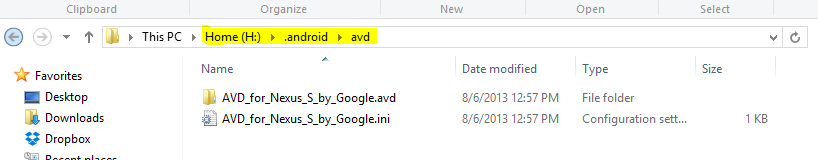 Clipboard Organize New Open Select
This PC Home (H:) .android avd
Favorites
Desktop
Downloads
Dropbox
Recent places
Name Date modified Type Size
AVD_for_Nexus_S_by_Google.avd 8/6/2013 12:57 PM File folder
AVD_for_Nexus_S_by_Google.ini 8/6/2013 12:57 PM Configuration sett... 1 KB